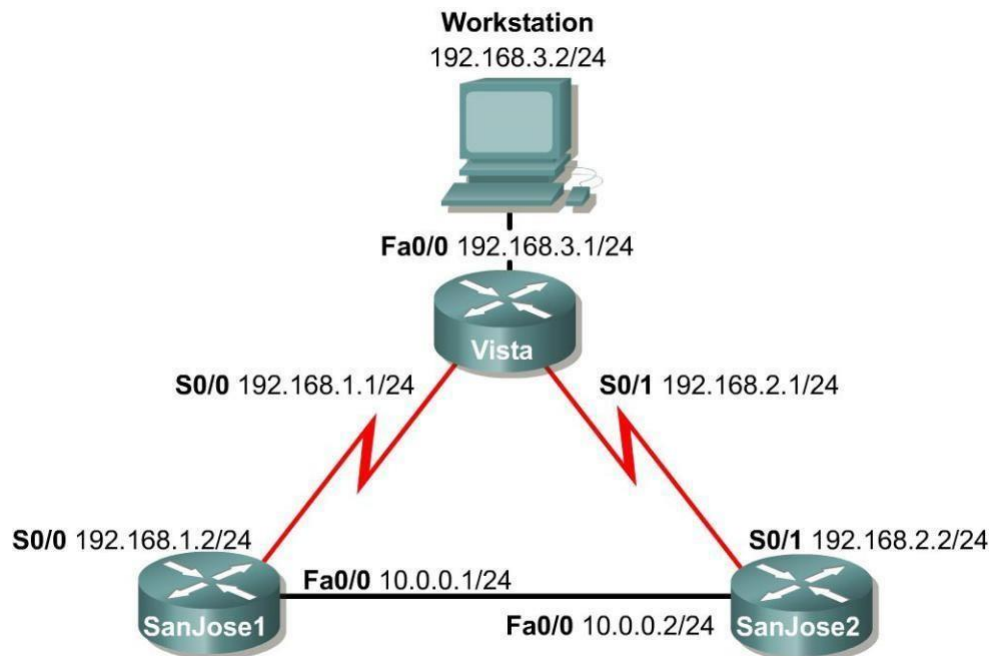 Workstation
192.168.3.2/24
Fa0/0 192.168.3.1/24
Vista
S0/0 192.168.1.1/24
S0/1 192.168.2.1/24
S0/0 192.168.1.2/24
S0/1 192.168.2.2/24
Fa0/0 10.0.0.1/24
SanJose1
Fa0/0 10.0.0.2/24
SanJose2